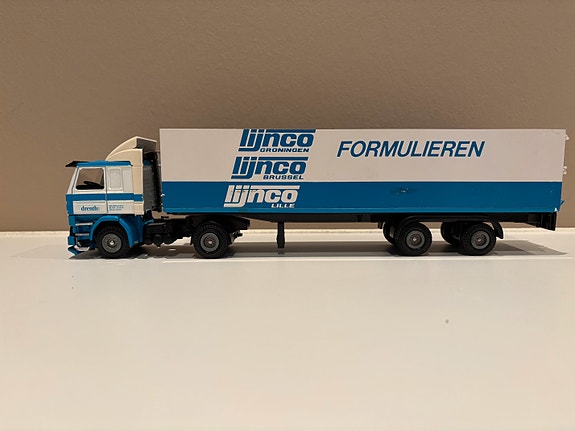 lijnco
GRONINGEN
FORMULIEREN
lijnco
BRUSSEL
lijnco
LILLE